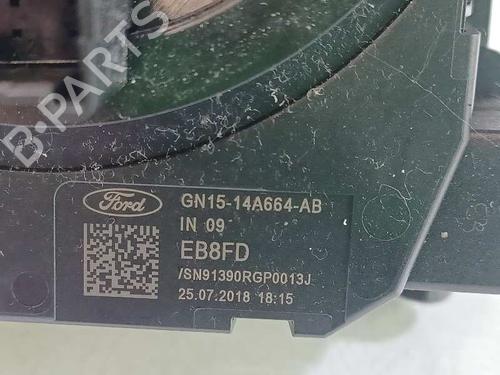 B-PARTS
Ford
GN15-14A664-AB
IN 09
EB8FD
/SN91390RGP0013J
25.07.2018 18:15